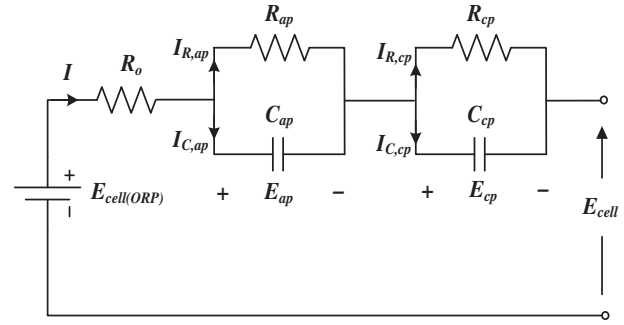 R_ap R_cp
I R_o I_R,ap I_R,cp
C_ap C_cp
I_C,ap I_C,cp
+ E_cell(ORP) + E_ap − + E_cp − E_cell
−